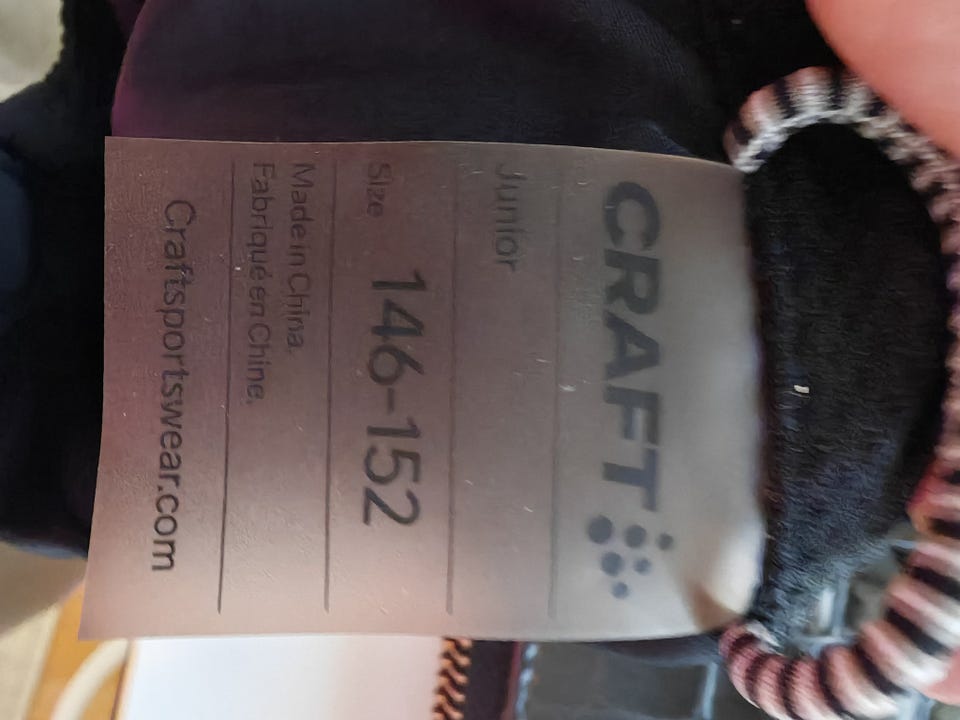 CRAFT
Junior
Size 146-152
Made in China.
Fabriqué en Chine.
Craftsportswear.com